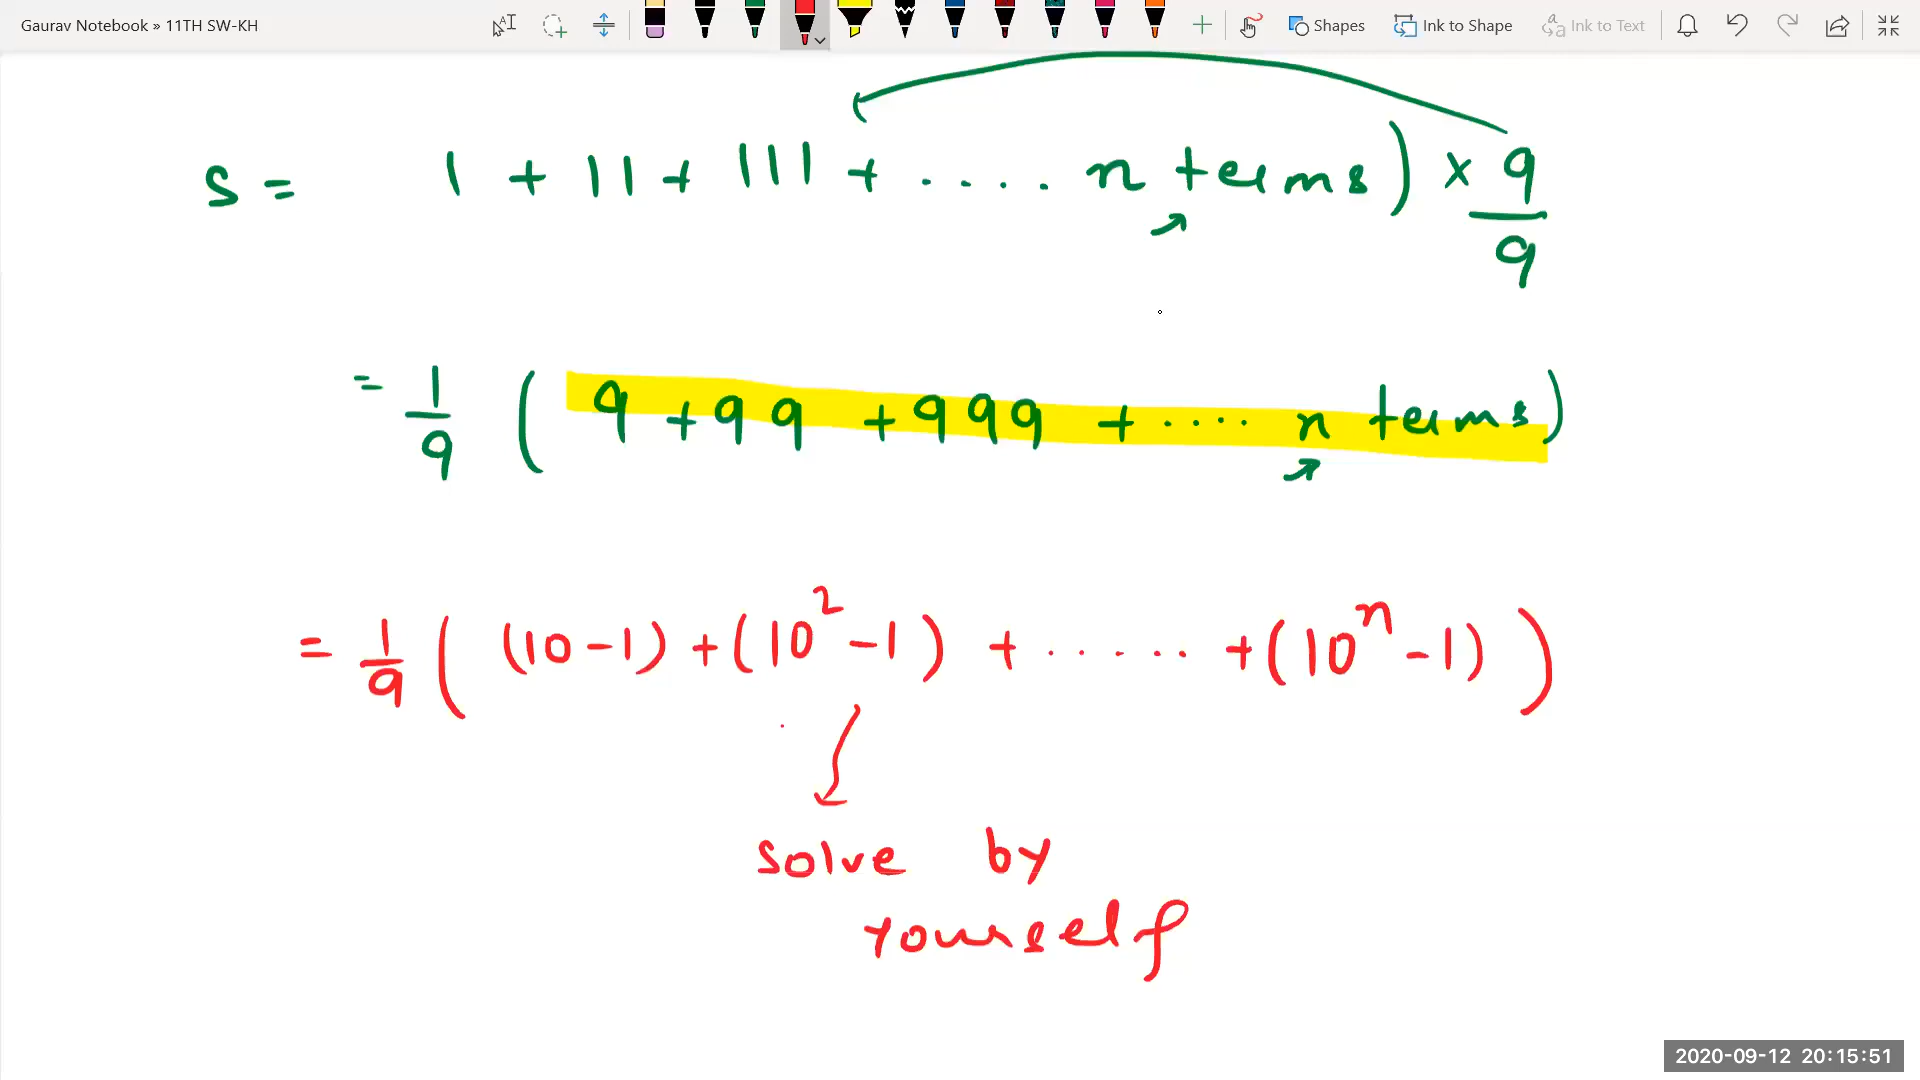 Gaurav Notebook » 11TH SW-KH
Shapes
Ink to Shape
Ink to Text
S = 1 + 11 + 111 + .... n terms) × 9/9
= 1/9 ( 9 + 99 + 999 + .... n terms)
= 1/9 ( (10-1) + (10² -1) + ..... + (10ⁿ -1) )
solve by
yourself
2020-09-12 20:15:51